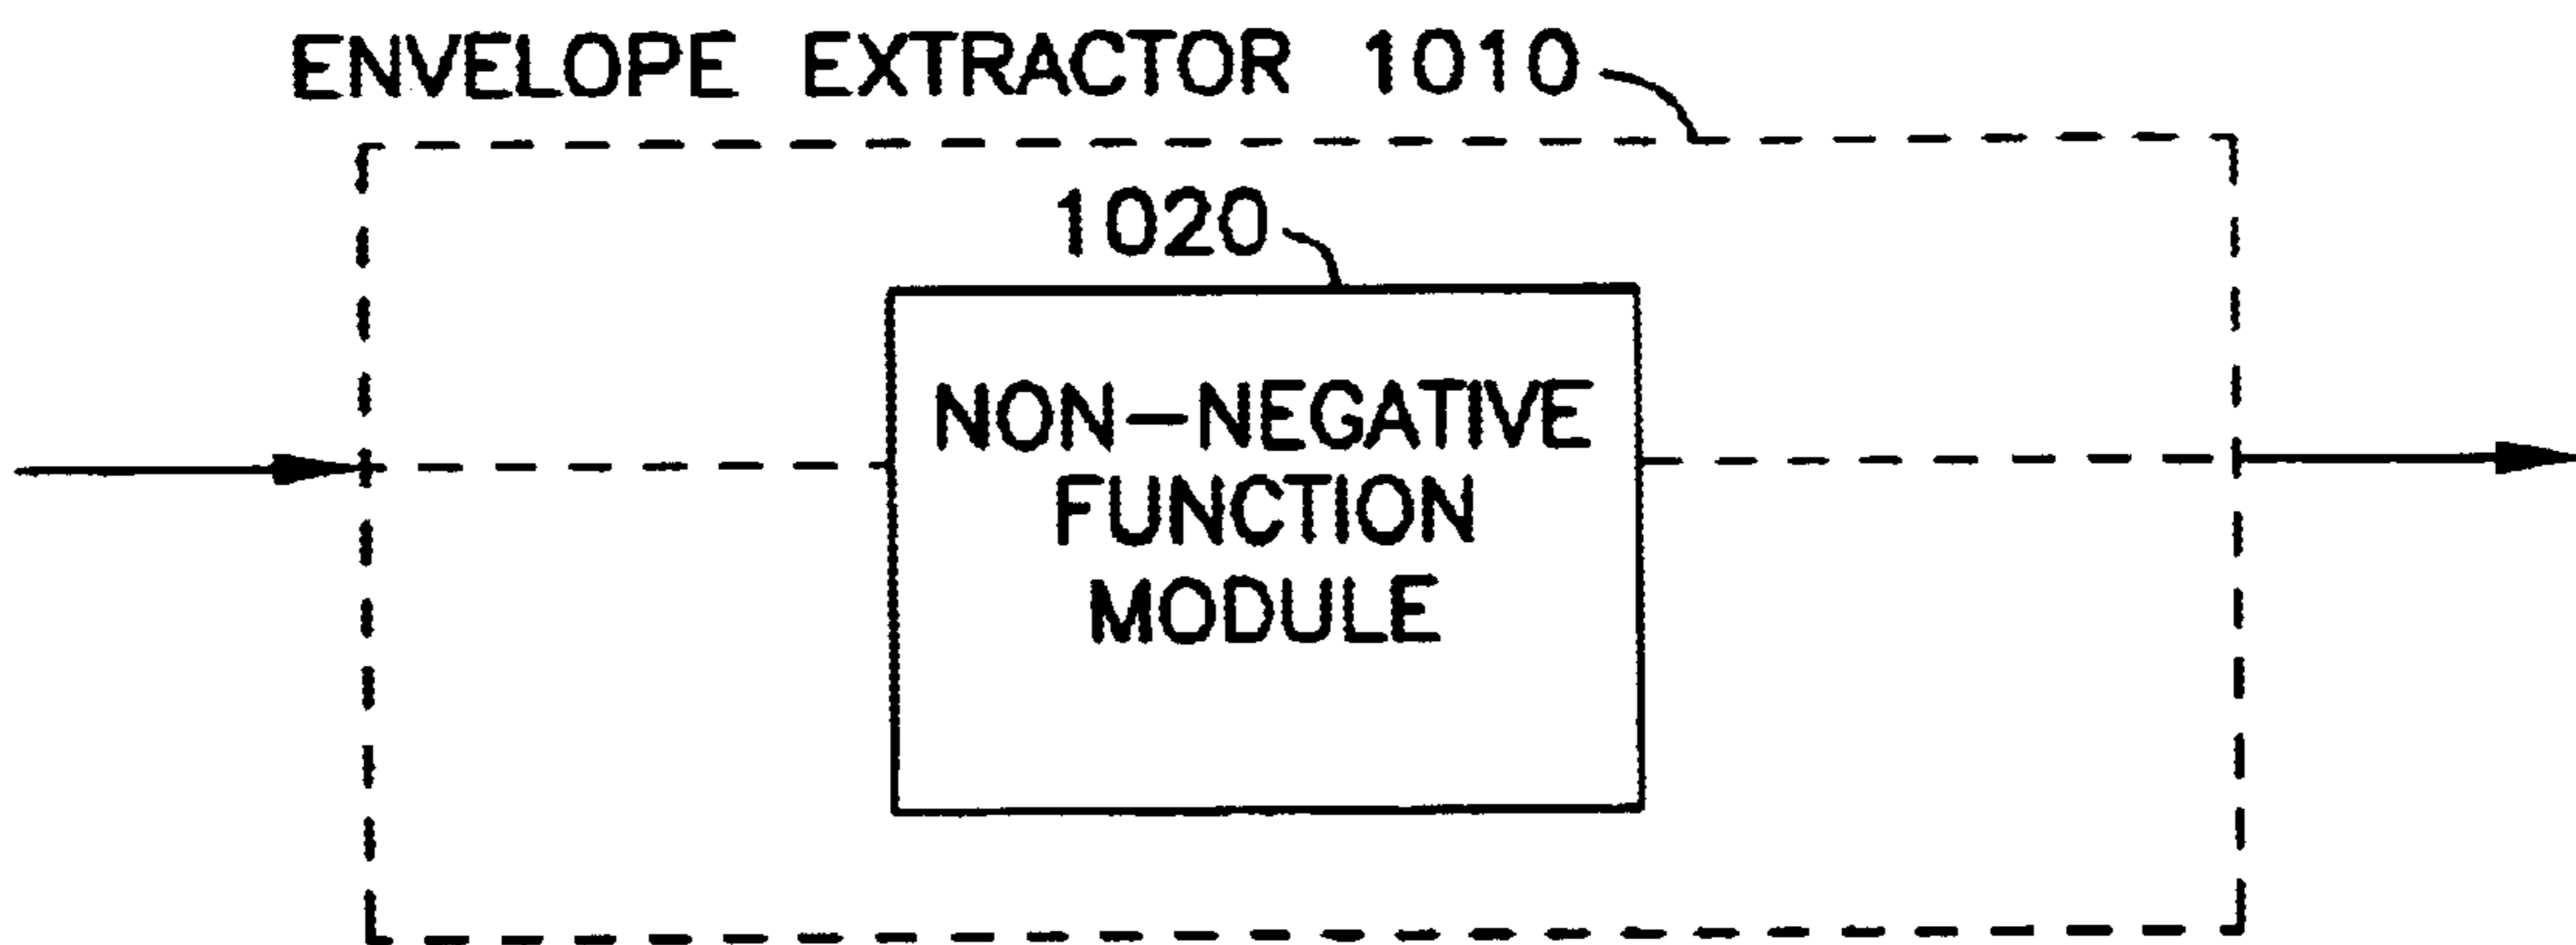 ENVELOPE EXTRACTOR 1010
1020
NON-NEGATIVE
FUNCTION
MODULE